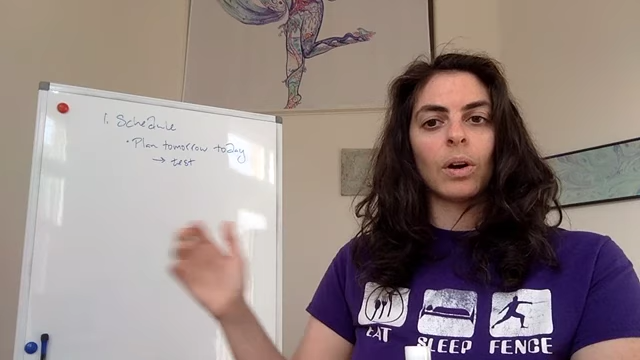 1. Schedule
• Plan tomorrow today
→ test
EAT SLEEP FENCE